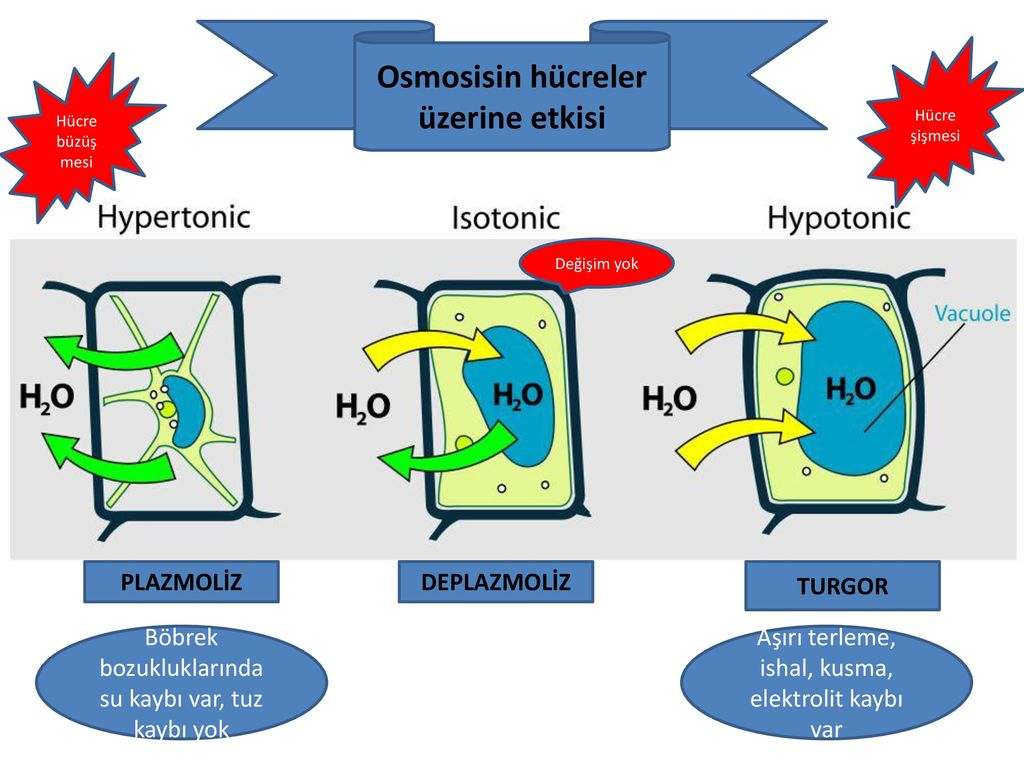 Osmosisin hücreler
üzerine etkisi
Hücre
büzüş
mesi
Hücre
şişmesi
Hypertonic
Isotonic
Hypotonic
Değişim yok
Vacuole
H₂O
H₂O
H₂O
H₂O
H₂O
PLAZMOLİZ
DEPLAZMOLİZ
TURGOR
Böbrek
bozukluklarında
su kaybı var, tuz
kaybı yok
Aşırı terleme,
ishal, kusma,
elektrolit kaybı
var